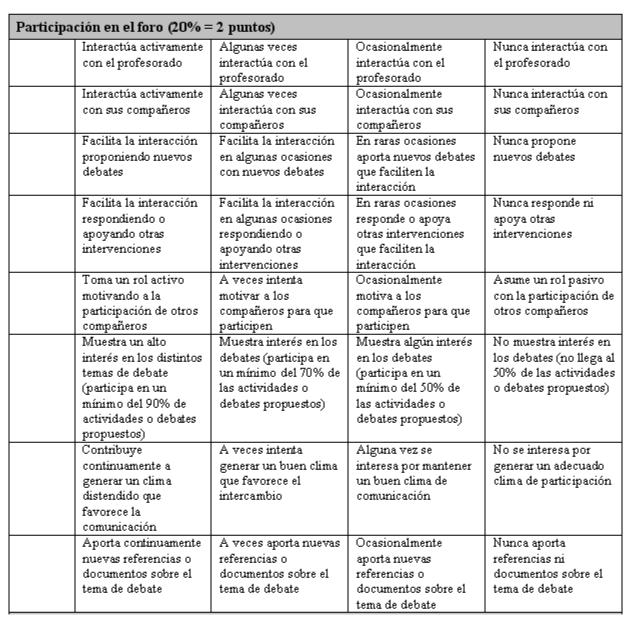 Participación en el foro (20% = 2 puntos)
Interactúa activamente
con el profesorado
Algunas veces
interactúa con el
profesorado
Ocasionalmente
interactúa con el
profesorado
Nunca interactúa con
el profesorado
Interactúa activamente
con sus compañeros
Algunas veces
interactúa con sus
compañeros
Ocasionalmente
interactúa con sus
compañeros
Nunca interactúa con
sus compañeros
Facilita la interacción
proponiendo nuevos
debates
Facilita la interacción
en algunas ocasiones
con nuevos debates
En raras ocasiones
aporta nuevos debates
que faciliten la
interacción
Nunca propone
nuevos debates
Facilita la interacción
respondiendo o
apoyando otras
intervenciones
Facilita la interacción
en algunas ocasiones
respondiendo o
apoyando otras
intervenciones
En raras ocasiones
responde o apoya
otras intervenciones
que faciliten la
interacción
Nunca responde ni
apoya otras
intervenciones
Toma un rol activo
motivando a la
participación de otros
compañeros
A veces intenta
motivar a los
compañeros para que
participen
Ocasionalmente
motiva a los
compañeros para que
participen
Asume un rol pasivo
con la participación de
otros compañeros
Muestra un alto
interés en los distintos
temas de debate
(participa en un
mínimo del 90% de
actividades o debates
propuestos)
Muestra interés en los
debates (participa en
un mínimo del 70% de
las actividades o
debates propuestos)
Muestra algún interés
en los debates
(participa en un
mínimo del 50% de
las actividades o
debates propuestos)
No muestra interés en
los debates (no llega al
50% de las actividades
o debates propuestos)
Contribuye
continuamente a
generar un clima
distendido que
favorece la
comunicación
A veces intenta
generar un buen clima
que favorece el
intercambio
Alguna vez se
interesa por mantener
un buen clima de
comunicación
No se interesa por
generar un adecuado
clima de participación
Aporta continuamente
nuevas referencias o
documentos sobre el
tema de debate
A veces aporta nuevas
referencias o
documentos sobre el
tema de debate
Ocasionalmente
aporta nuevas
referencias o
documentos sobre el
tema de debate
Nunca aporta
referencias ni
documentos sobre el
tema de debate